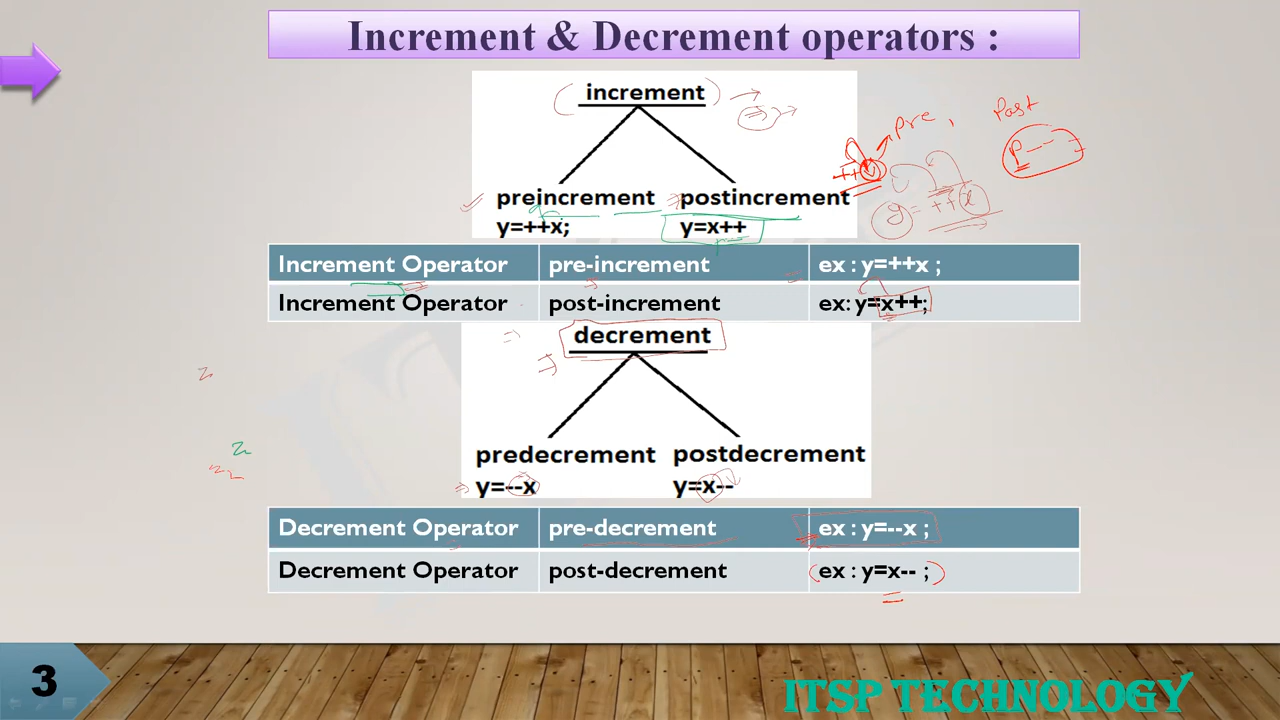 Increment & Decrement operators :
increment
Pre , Post
++
P--
y= ++x
preincrement postincrement
y=++x; y=x++
Increment Operator pre-increment ex : y=++x ;
Increment Operator post-increment ex: y=x++;
decrement
predecrement postdecrement
y=--x y=x--
Decrement Operator pre-decrement ex : y=--x ;
Decrement Operator post-decrement ex : y=x-- ;
3
ITSP TECHNOLOGY